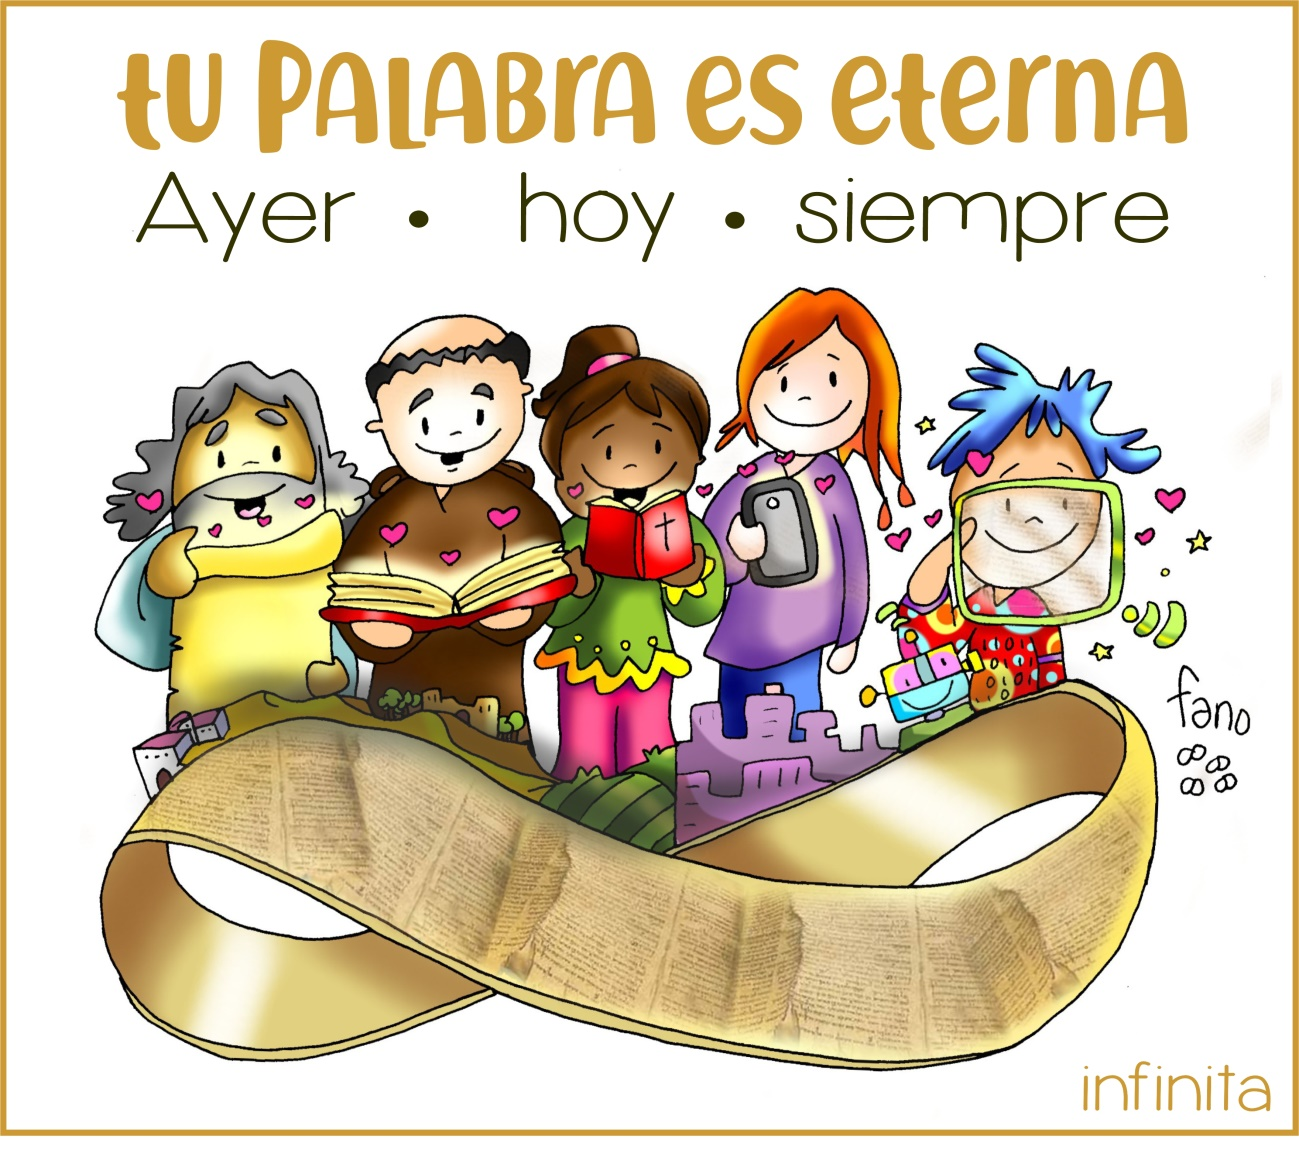 tu PALABRA es eterna
Ayer • hoy • siempre
fano
infinita